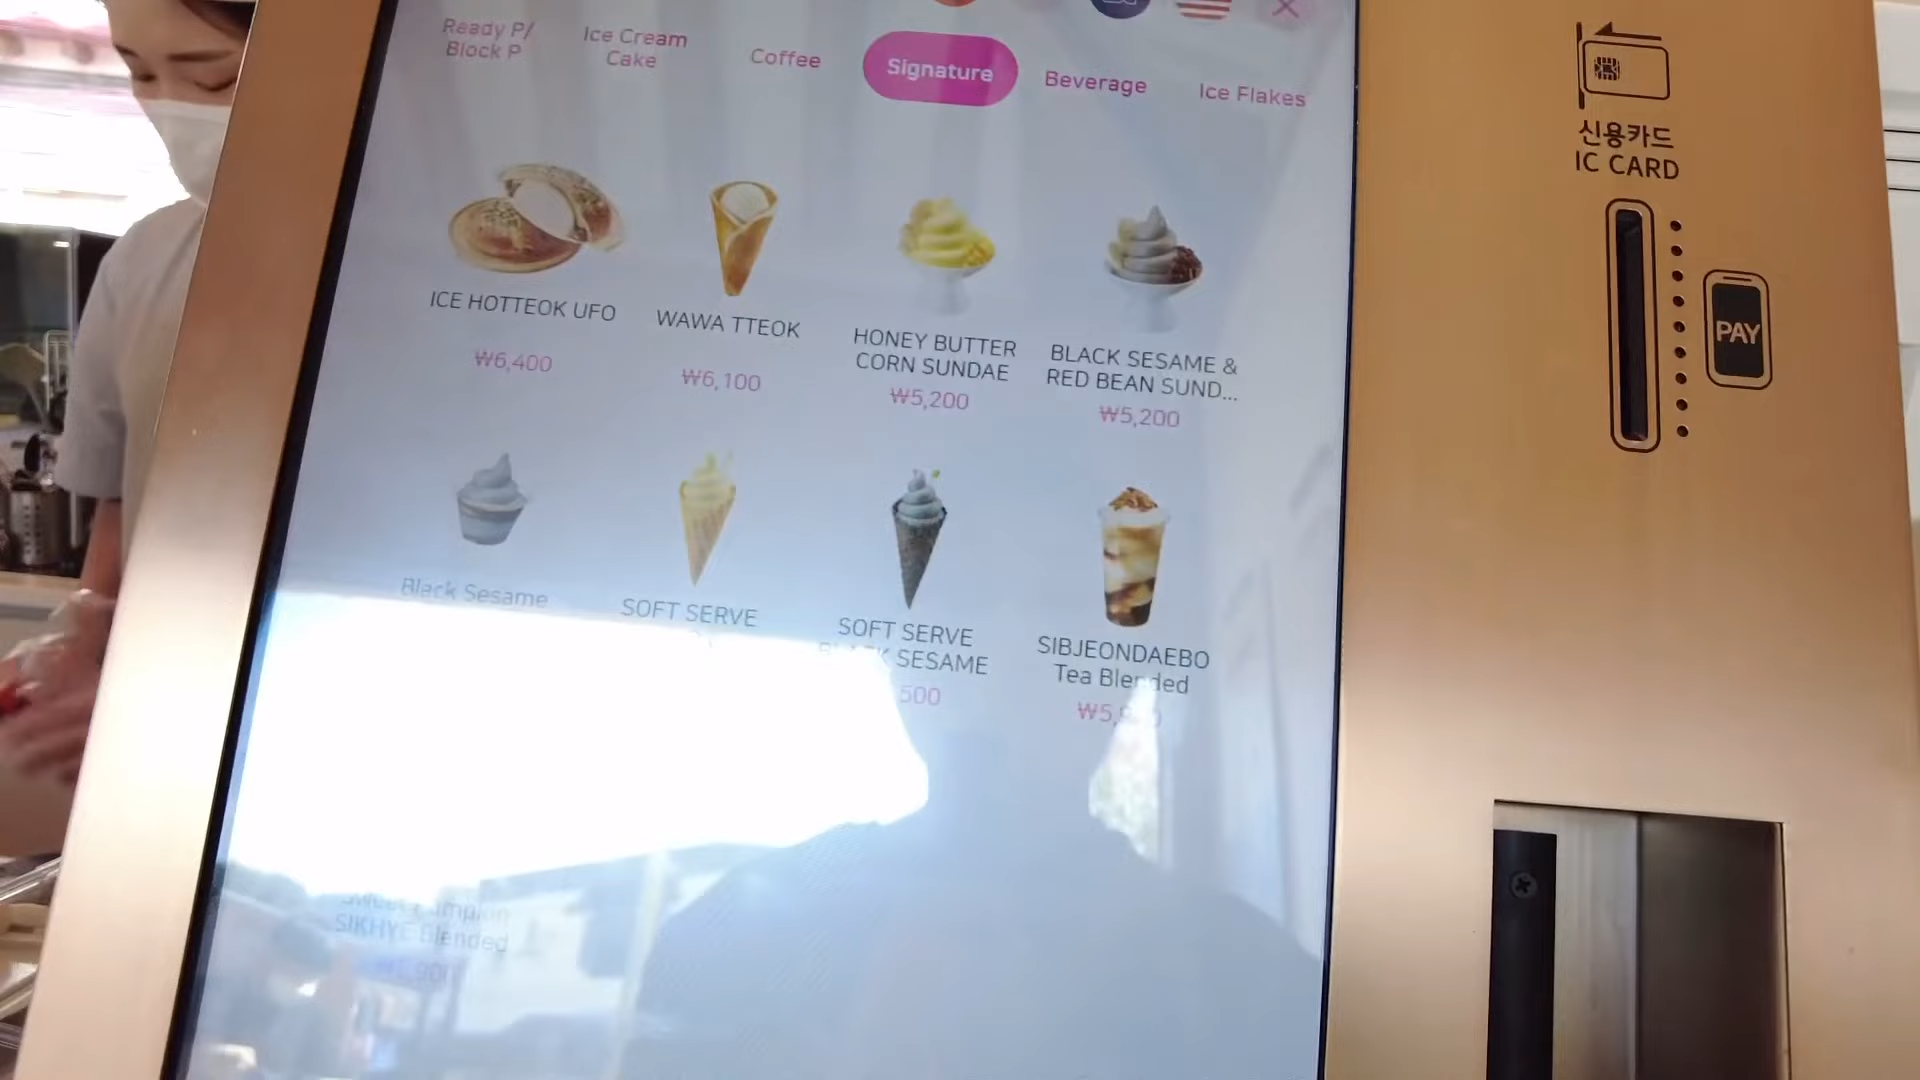 Ready P/
Block P
Ice Cream
Cake
Coffee
Signature
Beverage
Ice Flakes
ICE HOTTEOK UFO
₩6,400
WAWA TTEOK
₩6,100
HONEY BUTTER
CORN SUNDAE
₩5,200
BLACK SESAME &
RED BEAN SUND...
₩5,200
Black Sesame
SOFT SERVE
SOFT SERVE
SESAME
500
SIBJEONDAEBO
Tea Blended
Sweet Pumpkin
SIKHYE Blended
신용카드
IC CARD
PAY